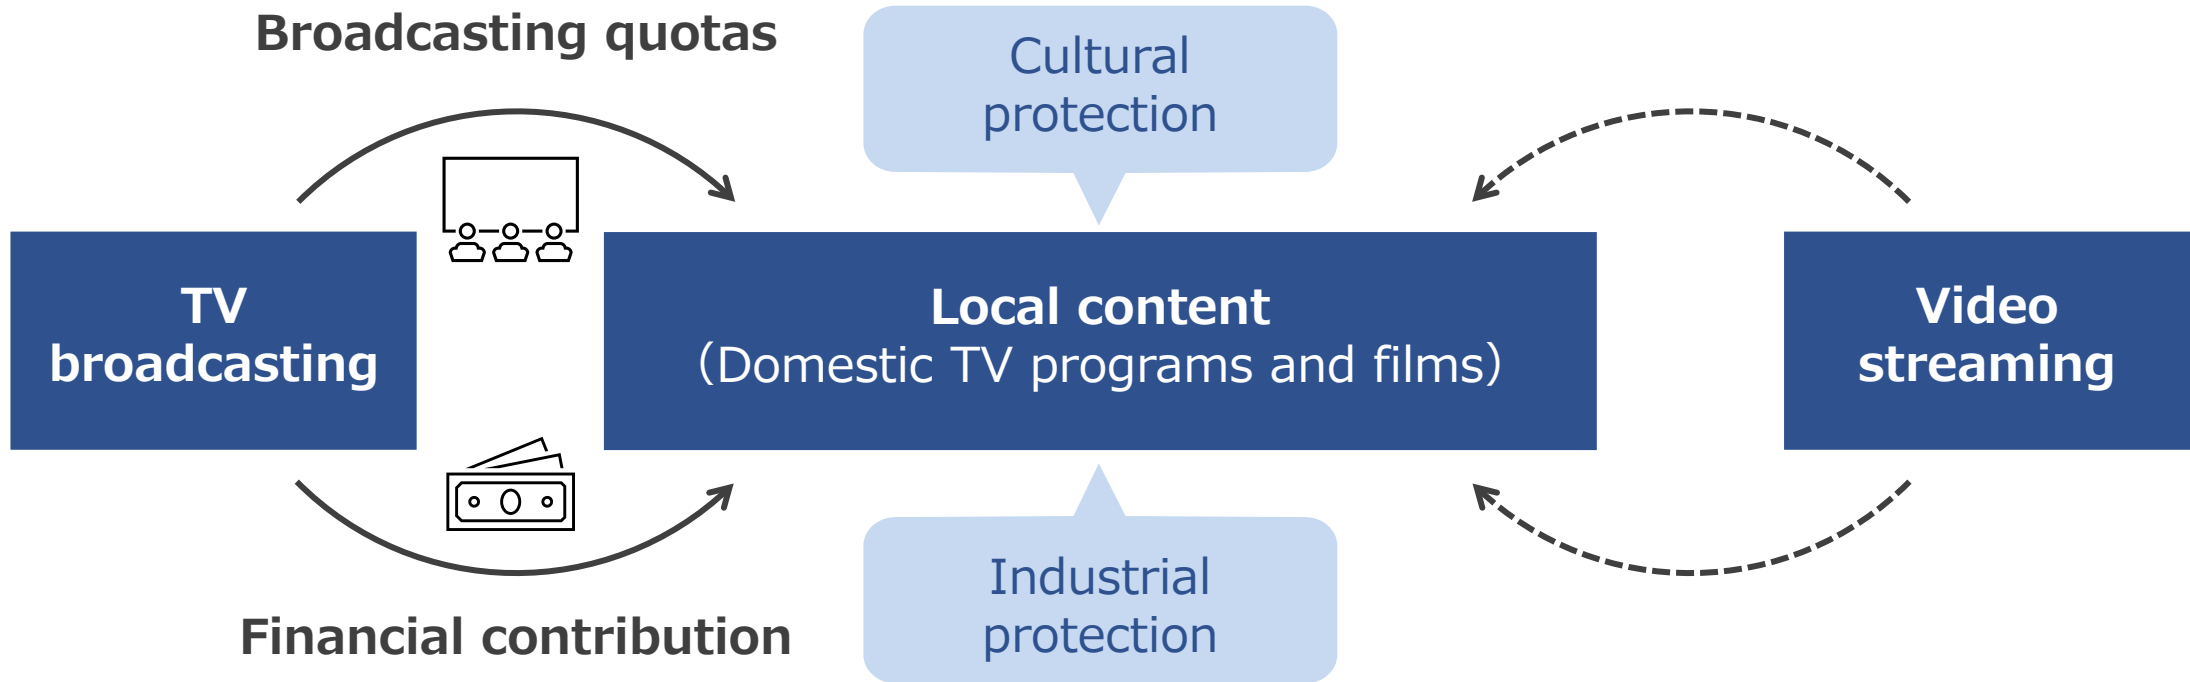 Broadcasting quotas
Cultural
protection
TV
broadcasting
Local content
（Domestic TV programs and films）
Video
streaming
Financial contribution
Industrial
protection